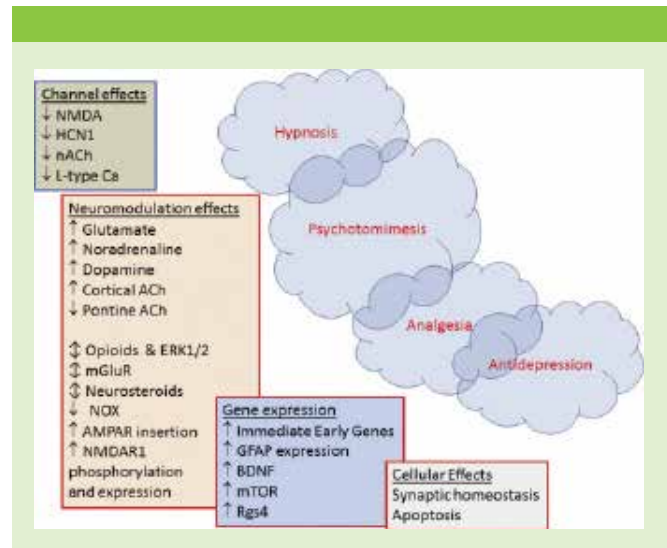 Channel effects
↓ NMDA
↓ HCN1
↓ nACh
↓ L-type Ca
Hypnosis
Psychotomimesis
Analgesia
Antidepression
Neuromodulation effects
↑ Glutamate
↑ Noradrenaline
↑ Dopamine
↑ Cortical ACh
↓ Pontine ACh
↕ Opioids & ERK1/2
↕ mGluR
↕ Neurosteroids
↓ NOX
↑ AMPAR insertion
↑ NMDAR1
phosphorylation
and expression
Gene expression
↑ Immediate Early Genes
↑ GFAP expression
↑ BDNF
↑ mTOR
↑ Rgs4
Cellular Effects
Synaptic homeostasis
Apoptosis